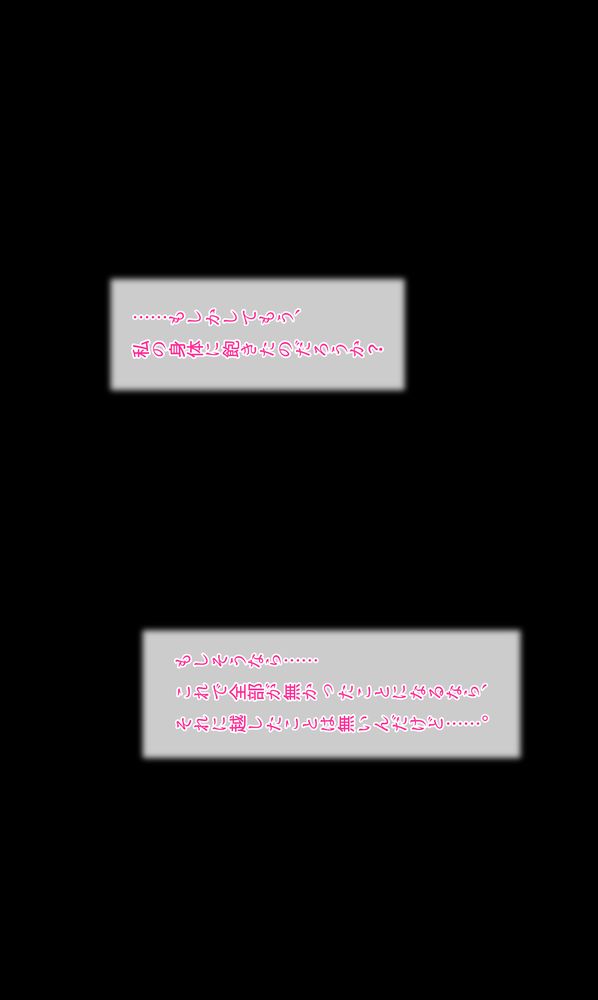 ……もしかしてもう、
私の身体に飽きたのだろうか？
もしそうなら……
これで全部が無かったことになるなら、
それに越したことは無いんだけど……。